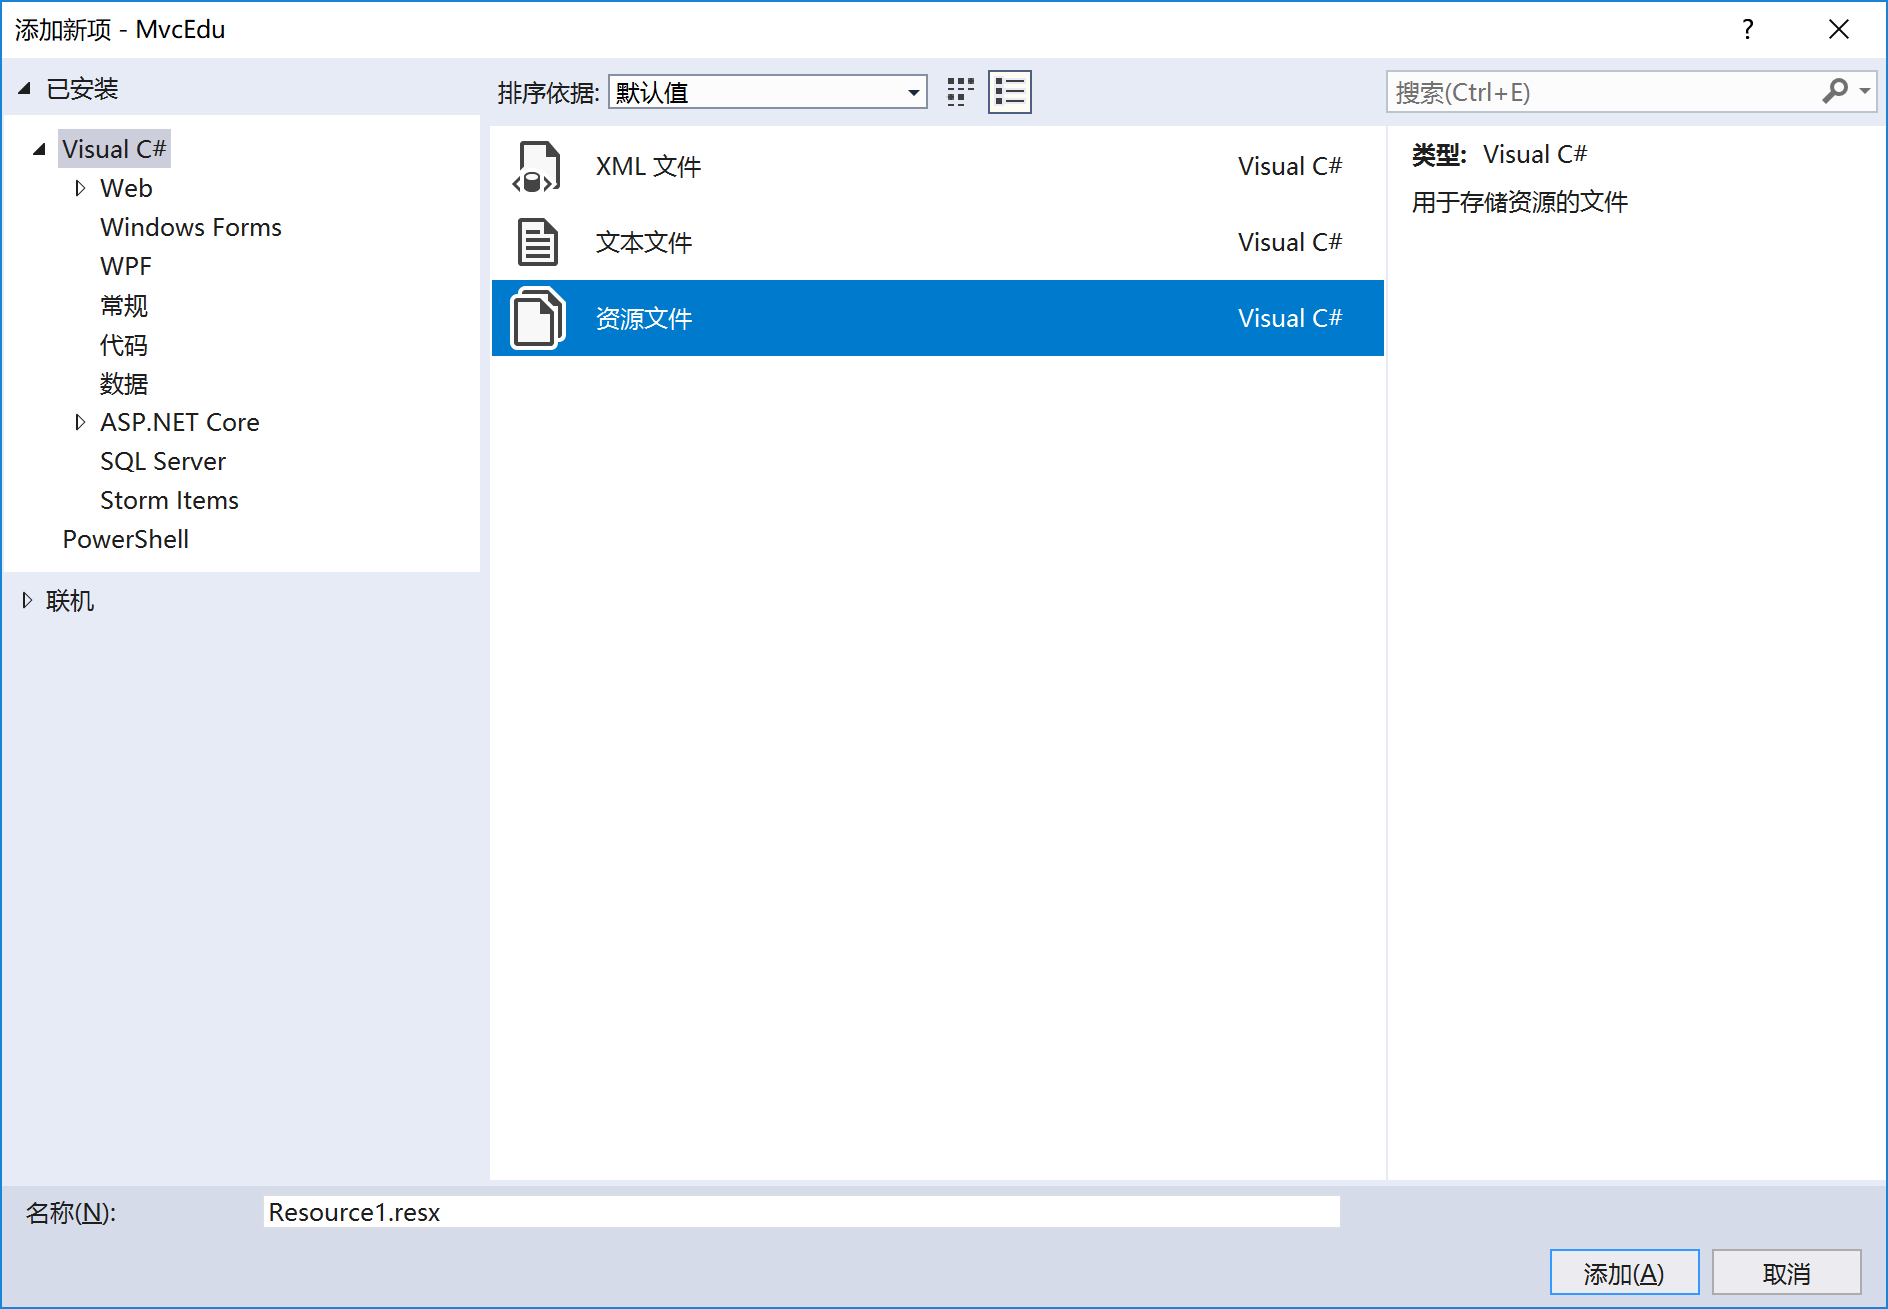 添加新项 - MvcEdu
?
已安装
Visual C#
Web
Windows Forms
WPF
常规
代码
数据
ASP.NET Core
SQL Server
Storm Items
PowerShell
联机
排序依据: 默认值
搜索(Ctrl+E)
XML 文件 Visual C#
文本文件 Visual C#
资源文件 Visual C#
类型: Visual C#
用于存储资源的文件
名称(N): Resource1.resx
添加(A) 取消